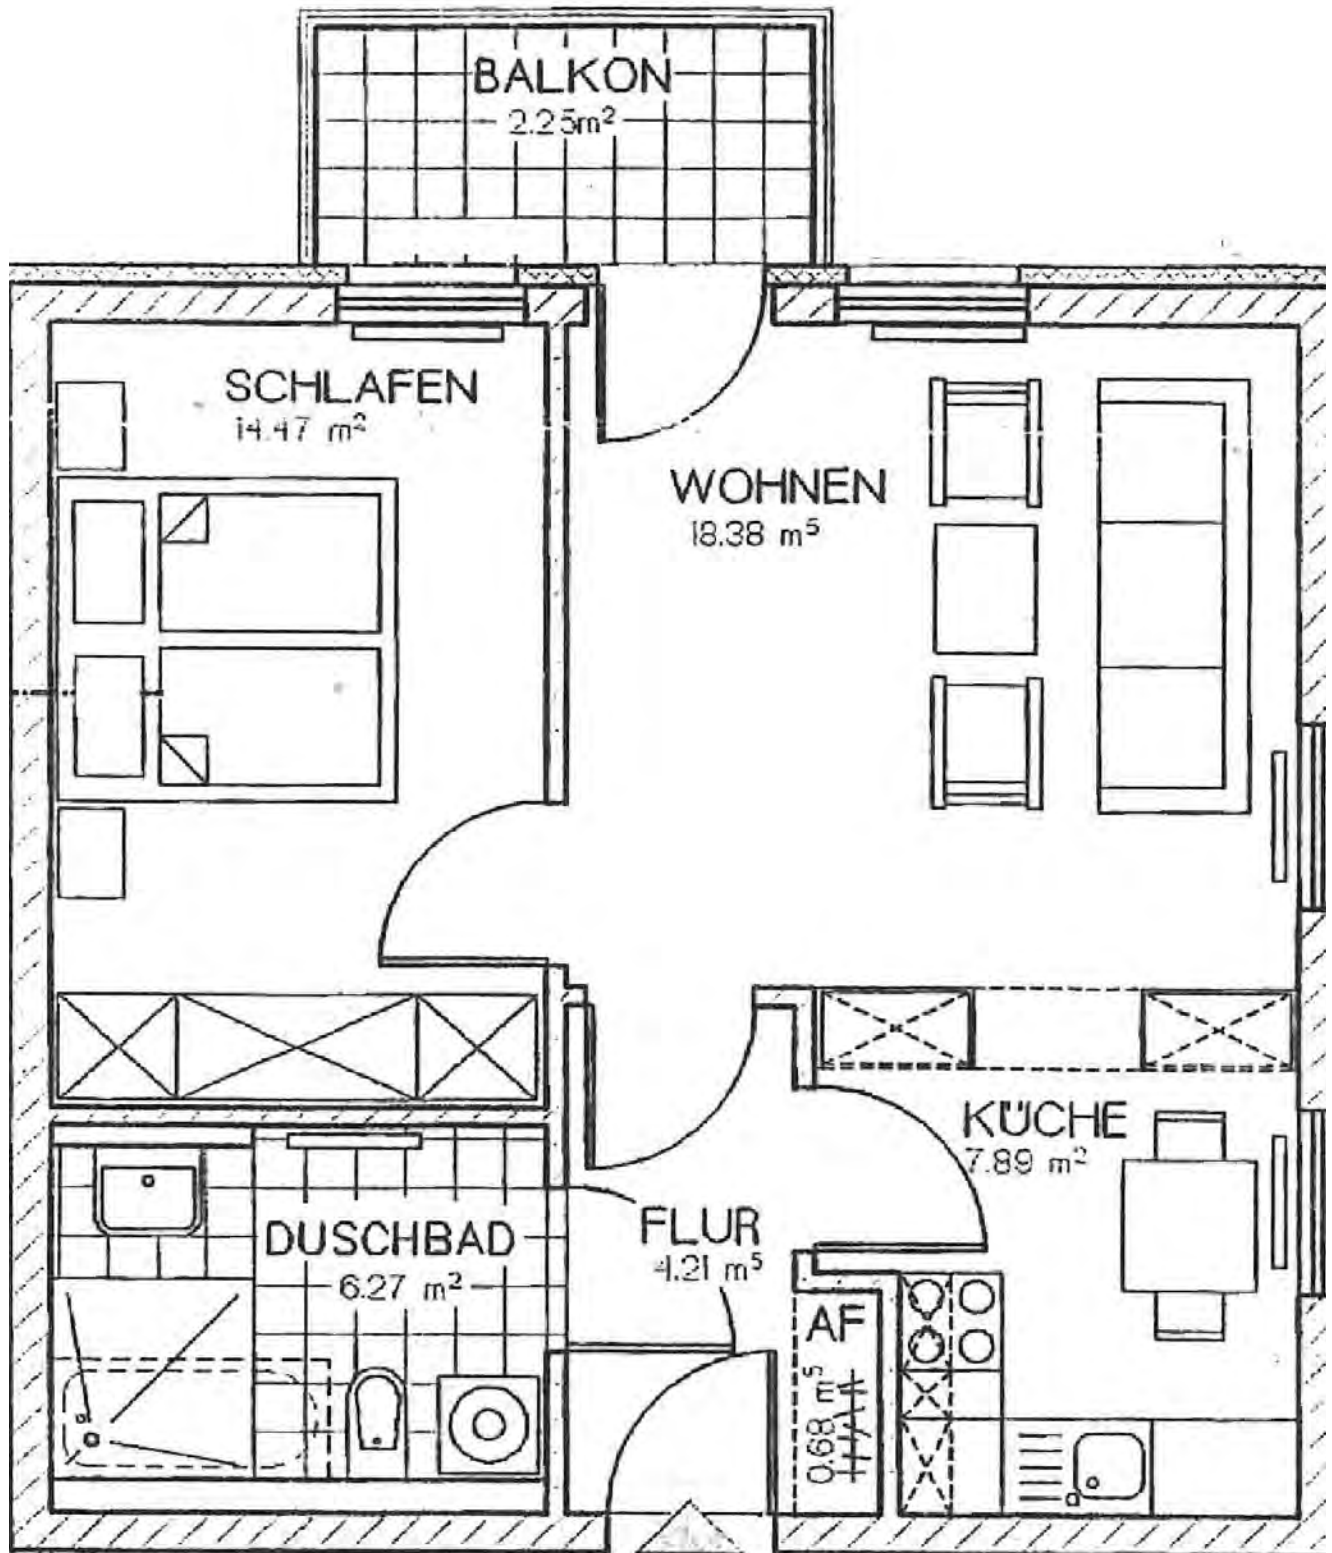 BALKON
2.25m²
SCHLAFEN
14.47 m²
WOHNEN
18.38 m⁵
KÜCHE
7.89 m²
DUSCHBAD
6.27 m²
FLUR
4.21 m⁵
AF
0.68 m⁵